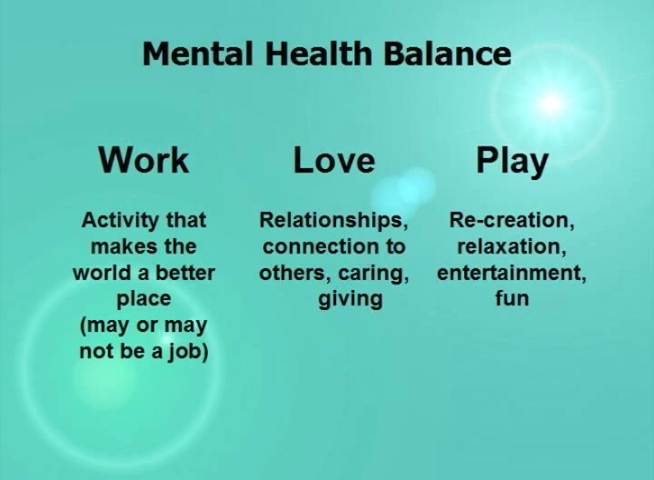 Mental Health Balance
Work
Activity that
makes the
world a better
place
(may or may
not be a job)
Love
Relationships,
connection to
others, caring,
giving
Play
Re-creation,
relaxation,
entertainment,
fun